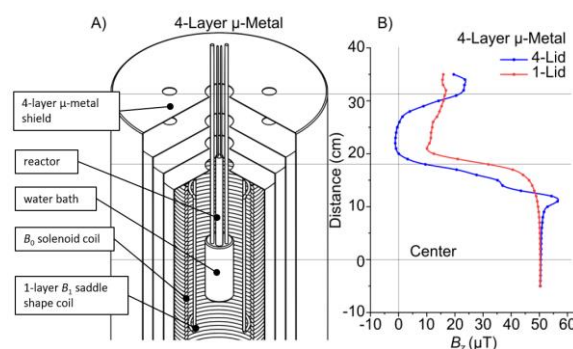 A)
4-Layer μ-Metal
4-layer μ-metal
shield
reactor
water bath
B₀ solenoid coil
1-layer B₁ saddle
shape coil
B)
4-Layer μ-Metal
4-Lid
1-Lid
40
30
20
10
0
-10
Distance (cm)
Center
0 10 20 30 40 50 60
B_z (μT)